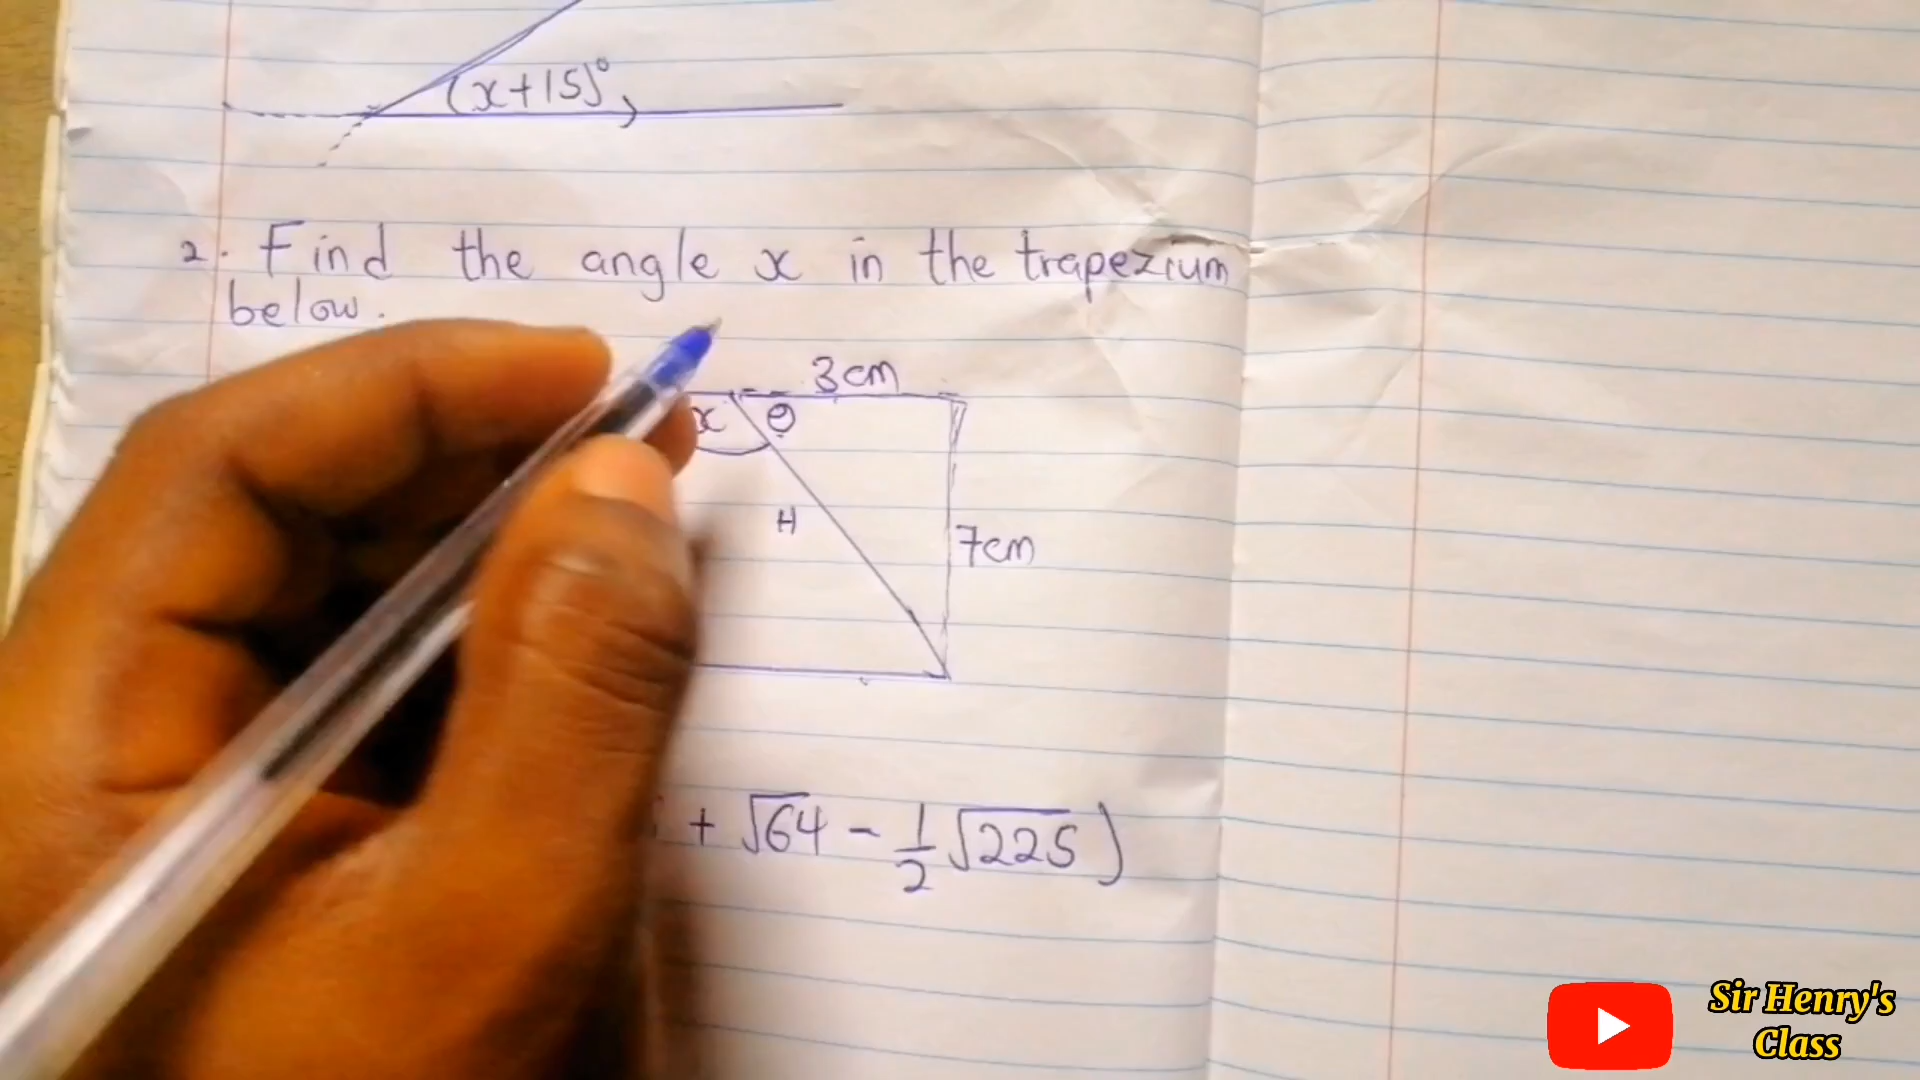 (x+15)°
2. Find the angle x in the trapezium
below.
3cm
x θ
H
7cm
+ √64 - 1/2 √225 )
Sir Henry's
Class